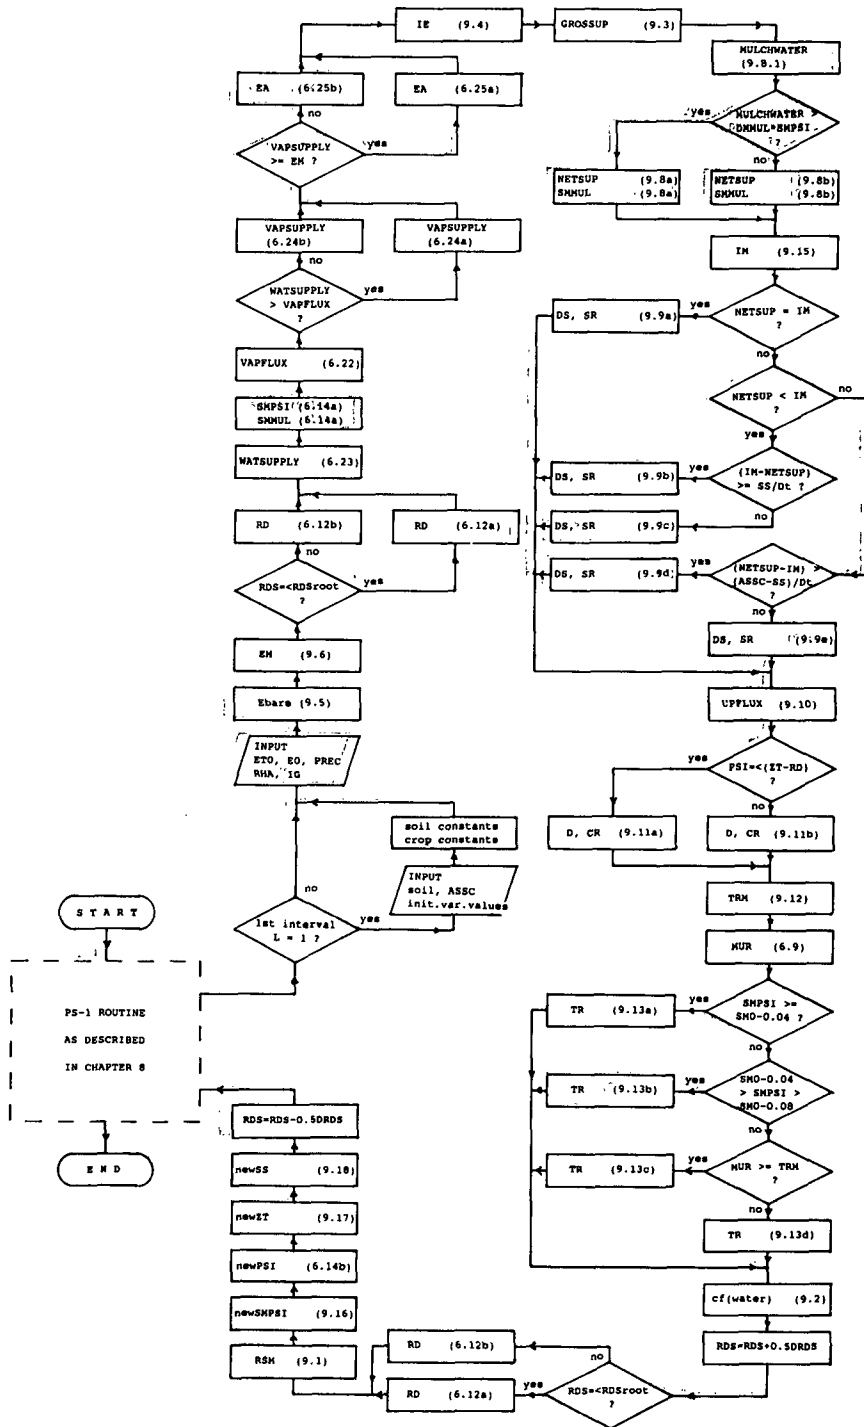 IE (9.4)
GROSSUP (9.3)
MULCHWATER
(9.8.1)
EA (6.25b)
EA (6.25a)
no
yes
MULCHWATER >
DMMUL*SMPSI
?
VAPSUPPLY
>= EM ?
yes
no
NETSUP (9.8a)
SMMUL (9.8a)
NETSUP (9.8b)
SMMUL (9.8b)
VAPSUPPLY
(6.24b)
VAPSUPPLY
(6.24a)
IM (9.15)
no
WATSUPPLY
> VAPFLUX
?
yes
DS, SR (9.9a)
yes
NETSUP = IM
?
no
VAPFLUX (6.22)
NETSUP < IM
?
no
SMPSI (6.14a)
SMMUL (6.14a)
yes
WATSUPPLY (6.23)
DS, SR (9.9b)
yes
(IM-NETSUP)
>= SS/Dt ?
RD (6.12b)
RD (6.12a)
DS, SR (9.9c)
no
no
RDS=<RDSroot
?
yes
DS, SR (9.9d)
yes
(NETSUP-IM) >
(ASSC-SS)/Dt
?
no
EM (9.6)
DS, SR (9.9e)
Ebare (9.5)
UPFLUX (9.10)
INPUT
ET0, E0, PREC
RHA, IG
yes
PSI=<(ZT-RD)
?
no
soil constants
crop constants
D, CR (9.11a)
D, CR (9.11b)
INPUT
soil, ASSC
init.var.values
TRM (9.12)
no
1st interval
L = 1 ?
yes
START
MUR (6.9)
PS-1 ROUTINE
AS DESCRIBED
IN CHAPTER 8
TR (9.13a)
yes
SMPSI >=
SM0-0.04 ?
no
TR (9.13b)
yes
SM0-0.04
> SMPSI >
SM0-0.08
no
RDS=RDS-0.5DRDS
END
newSS (9.18)
TR (9.13c)
yes
MUR >= TRM
?
no
newZT (9.17)
TR (9.13d)
newPSI (6.14b)
cf(water) (9.2)
newSMPSI (9.16)
RDS=RDS+0.5DRDS
RSM (9.1)
RD (6.12b)
no
RD (6.12a)
yes
RDS=<RDSroot
?